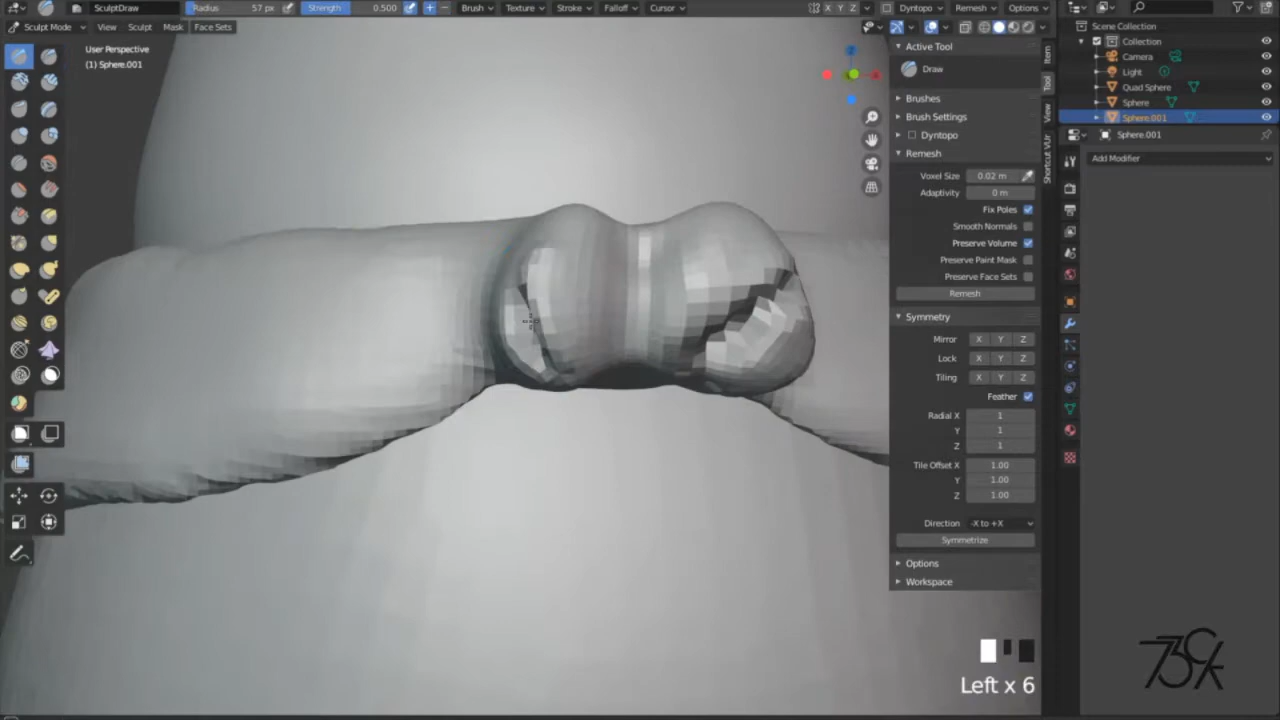 SculptDraw Radius 57 px Strength 0.500 Brush Texture Stroke Falloff Cursor X Y Z Dyntopo Remesh Options
Sculpt Mode View Sculpt Mask Face Sets
User Perspective
(1) Sphere.001
Active Tool
Draw
Brushes
Brush Settings
Dyntopo
Remesh
Voxel Size 0.02 m
Adaptivity 0 m
Fix Poles
Smooth Normals
Preserve Volume
Preserve Paint Mask
Preserve Face Sets
Remesh
Symmetry
Mirror X Y Z
Lock X Y Z
Tiling X Y Z
Feather
Radial X 1
Y 1
Z 1
Tile Offset X 1.00
Y 1.00
Z 1.00
Direction -X to +X
Symmetrize
Options
Workspace
Item
Tool
View
Shortcut VUr
Scene Collection
Collection
Camera
Light
Quad Sphere
Sphere
Sphere.001
Sphere.001
Add Modifier
Left x 6